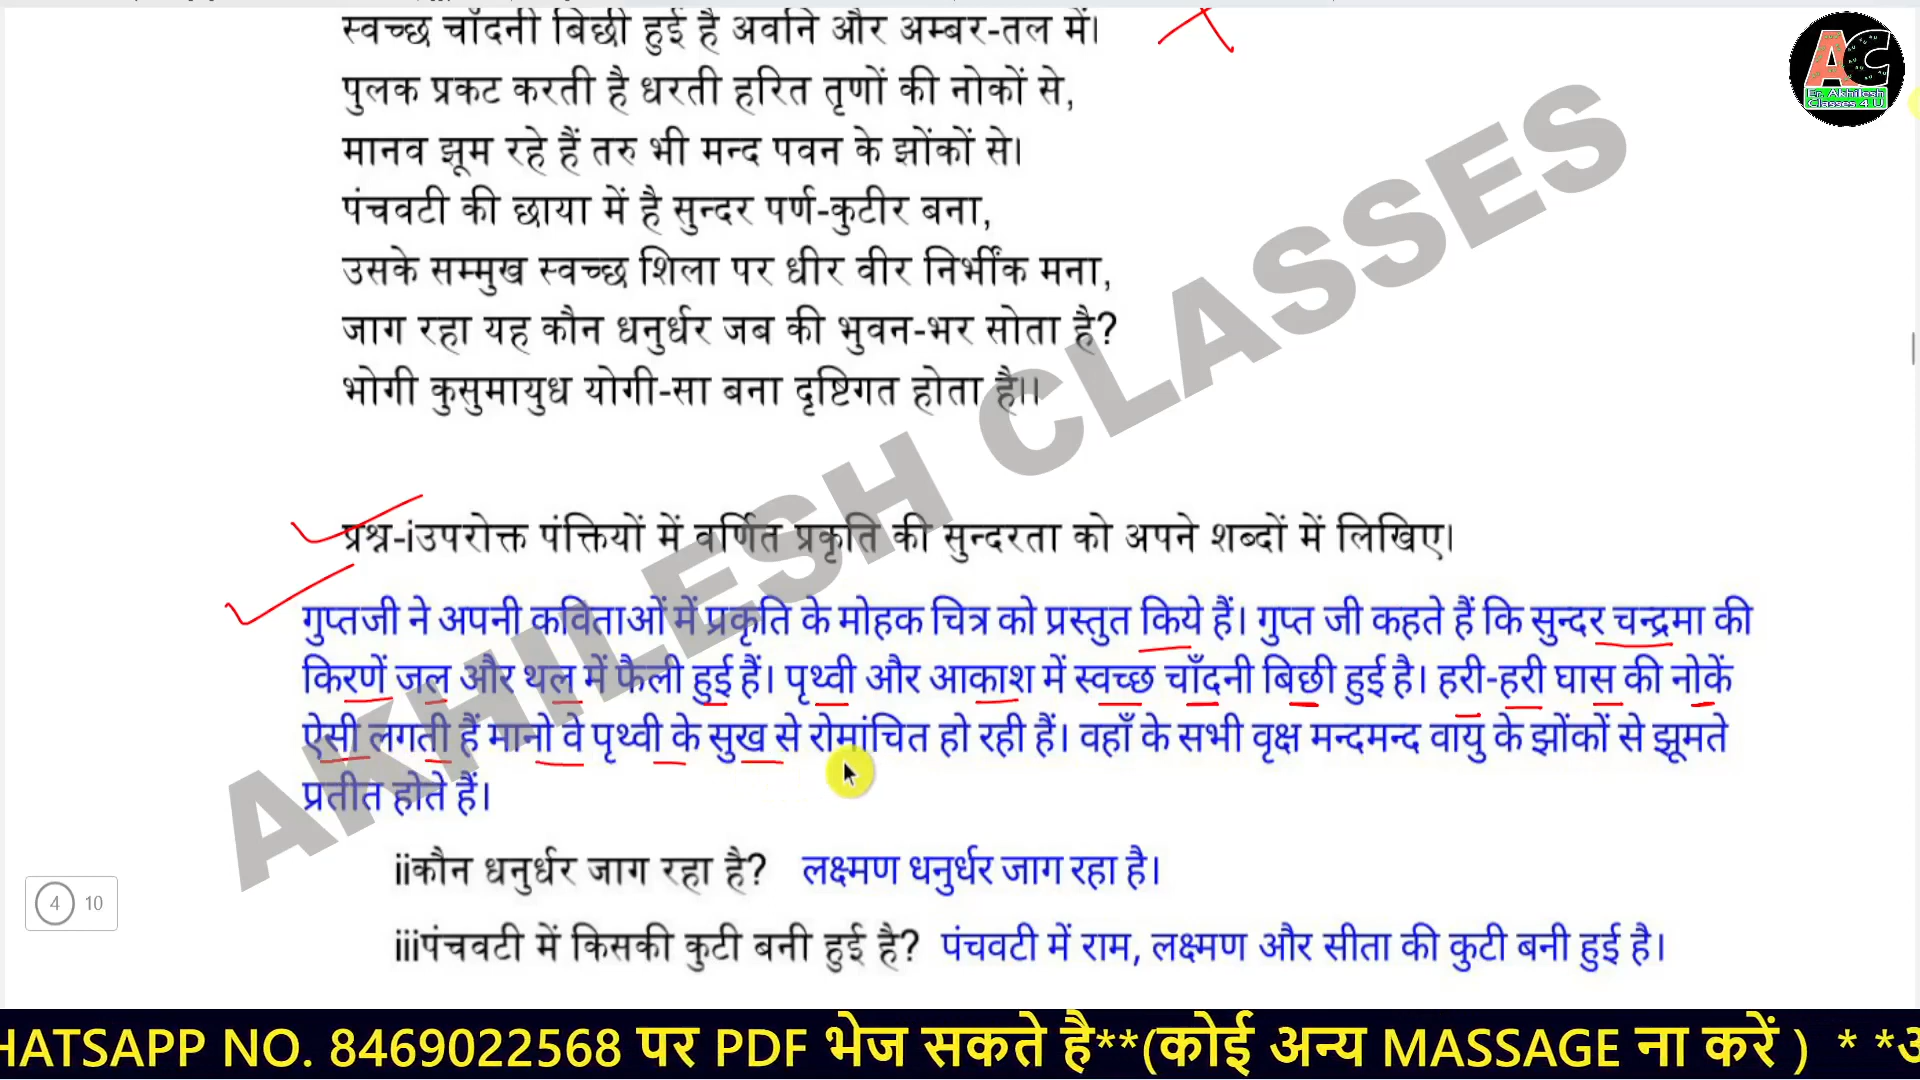 स्वच्छ चाँदनी बिछी हुई है अवनि और अम्बर-तल में।
पुलक प्रकट करती है धरती हरित तृणों की नोकों से,
मानव झूम रहे हैं तरु भी मन्द पवन के झोंकों से।
पंचवटी की छाया में है सुन्दर पर्ण-कुटीर बना,
उसके सम्मुख स्वच्छ शिला पर धीर वीर निर्भींक मना,
जाग रहा यह कौन धनुर्धर जब की भुवन-भर सोता है?
भोगी कुसुमायुध योगी-सा बना दृष्टिगत होता है।।
AC
Er. Akhilesh
Classes 4 U
AKHILESH CLASSES
प्रश्न-iउपरोक्त पंक्तियों में वर्णित प्रकृति की सुन्दरता को अपने शब्दों में लिखिए।
गुप्तजी ने अपनी कविताओं में प्रकृति के मोहक चित्र को प्रस्तुत किये हैं। गुप्त जी कहते हैं कि सुन्दर चन्द्रमा की
किरणें जल और थल में फैली हुई हैं। पृथ्वी और आकाश में स्वच्छ चाँदनी बिछी हुई है। हरी-हरी घास की नोकें
ऐसी लगती हैं मानो वे पृथ्वी के सुख से रोमांचित हो रही हैं। वहाँ के सभी वृक्ष मन्दमन्द वायु के झोंकों से झूमते
प्रतीत होते हैं।
iiकौन धनुर्धर जाग रहा है? लक्ष्मण धनुर्धर जाग रहा है।
4 10
iiiपंचवटी में किसकी कुटी बनी हुई है? पंचवटी में राम, लक्ष्मण और सीता की कुटी बनी हुई है।
HATSAPP NO. 8469022568 पर PDF भेज सकते है**(कोई अन्य MASSAGE ना करें ) * *